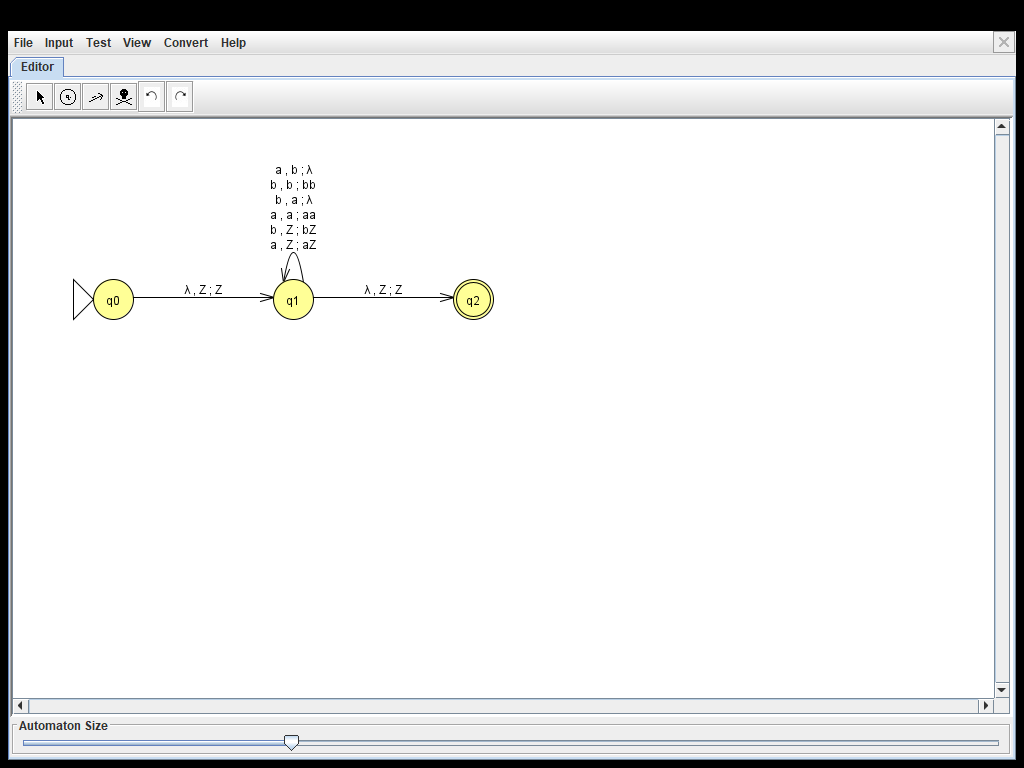 File Input Test View Convert Help
Editor
a , b ; λ
b , b ; bb
b , a ; λ
a , a ; aa
b , Z ; bZ
a , Z ; aZ
λ , Z ; Z λ , Z ; Z
q0 q1 q2
Automaton Size